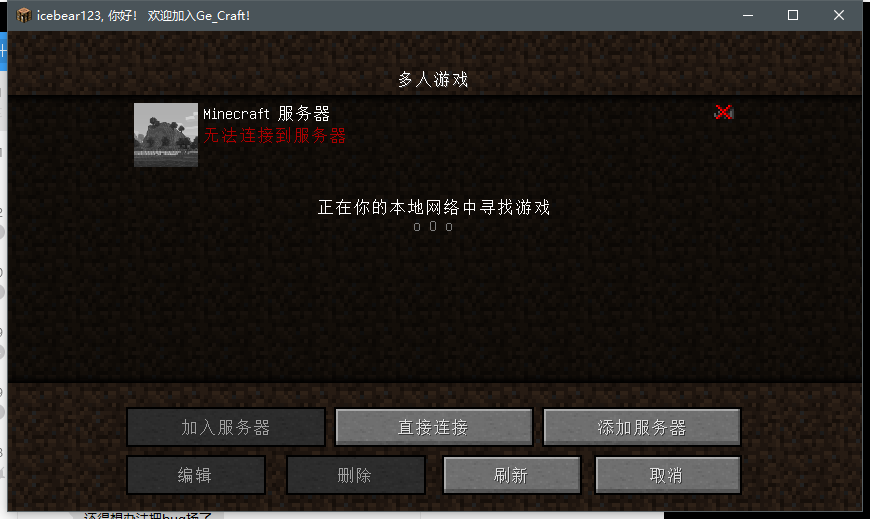 icebear123, 你好! 欢迎加入Ge_Craft!
多人游戏
Minecraft 服务器
无法连接到服务器
正在你的本地网络中寻找游戏
o O o
加入服务器
直接连接
添加服务器
编辑
删除
刷新
取消